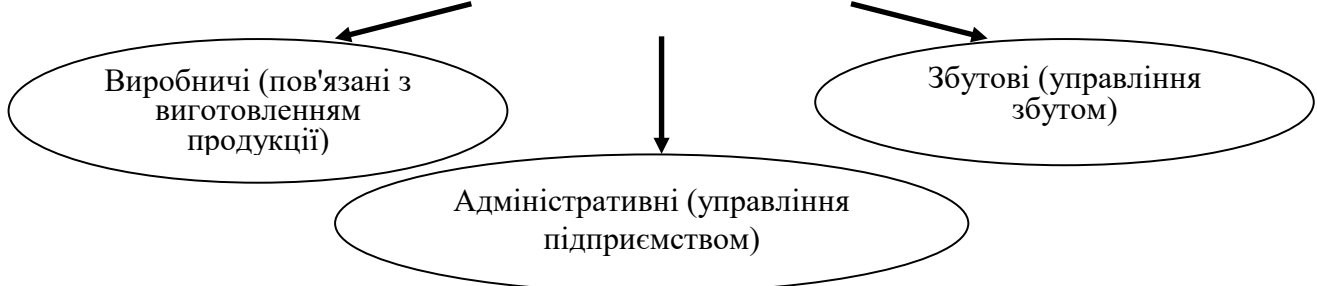 Виробничі (пов'язані з
виготовленням
продукції)
Збутові (управління
збутом)
Адміністративні (управління
підприємством)